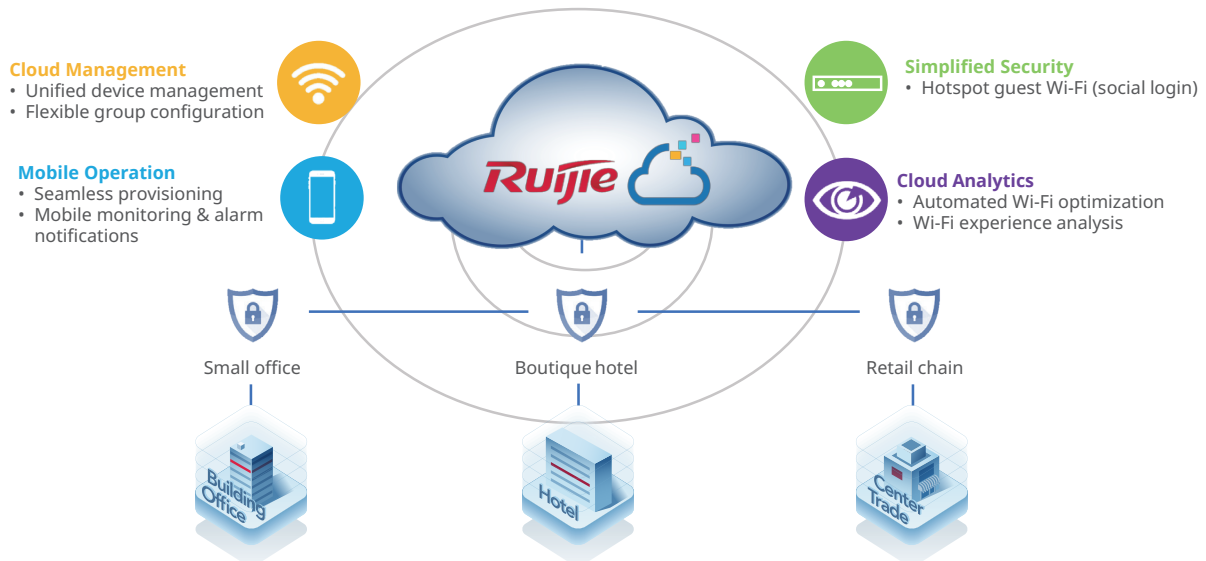 Cloud Management
• Unified device management
• Flexible group configuration
Mobile Operation
• Seamless provisioning
• Mobile monitoring & alarm
notifications
Ruijie
Simplified Security
• Hotspot guest Wi-Fi (social login)
Cloud Analytics
• Automated Wi-Fi optimization
• Wi-Fi experience analysis
Small office
Boutique hotel
Retail chain
Building
Office
Hotel
Center
Trade